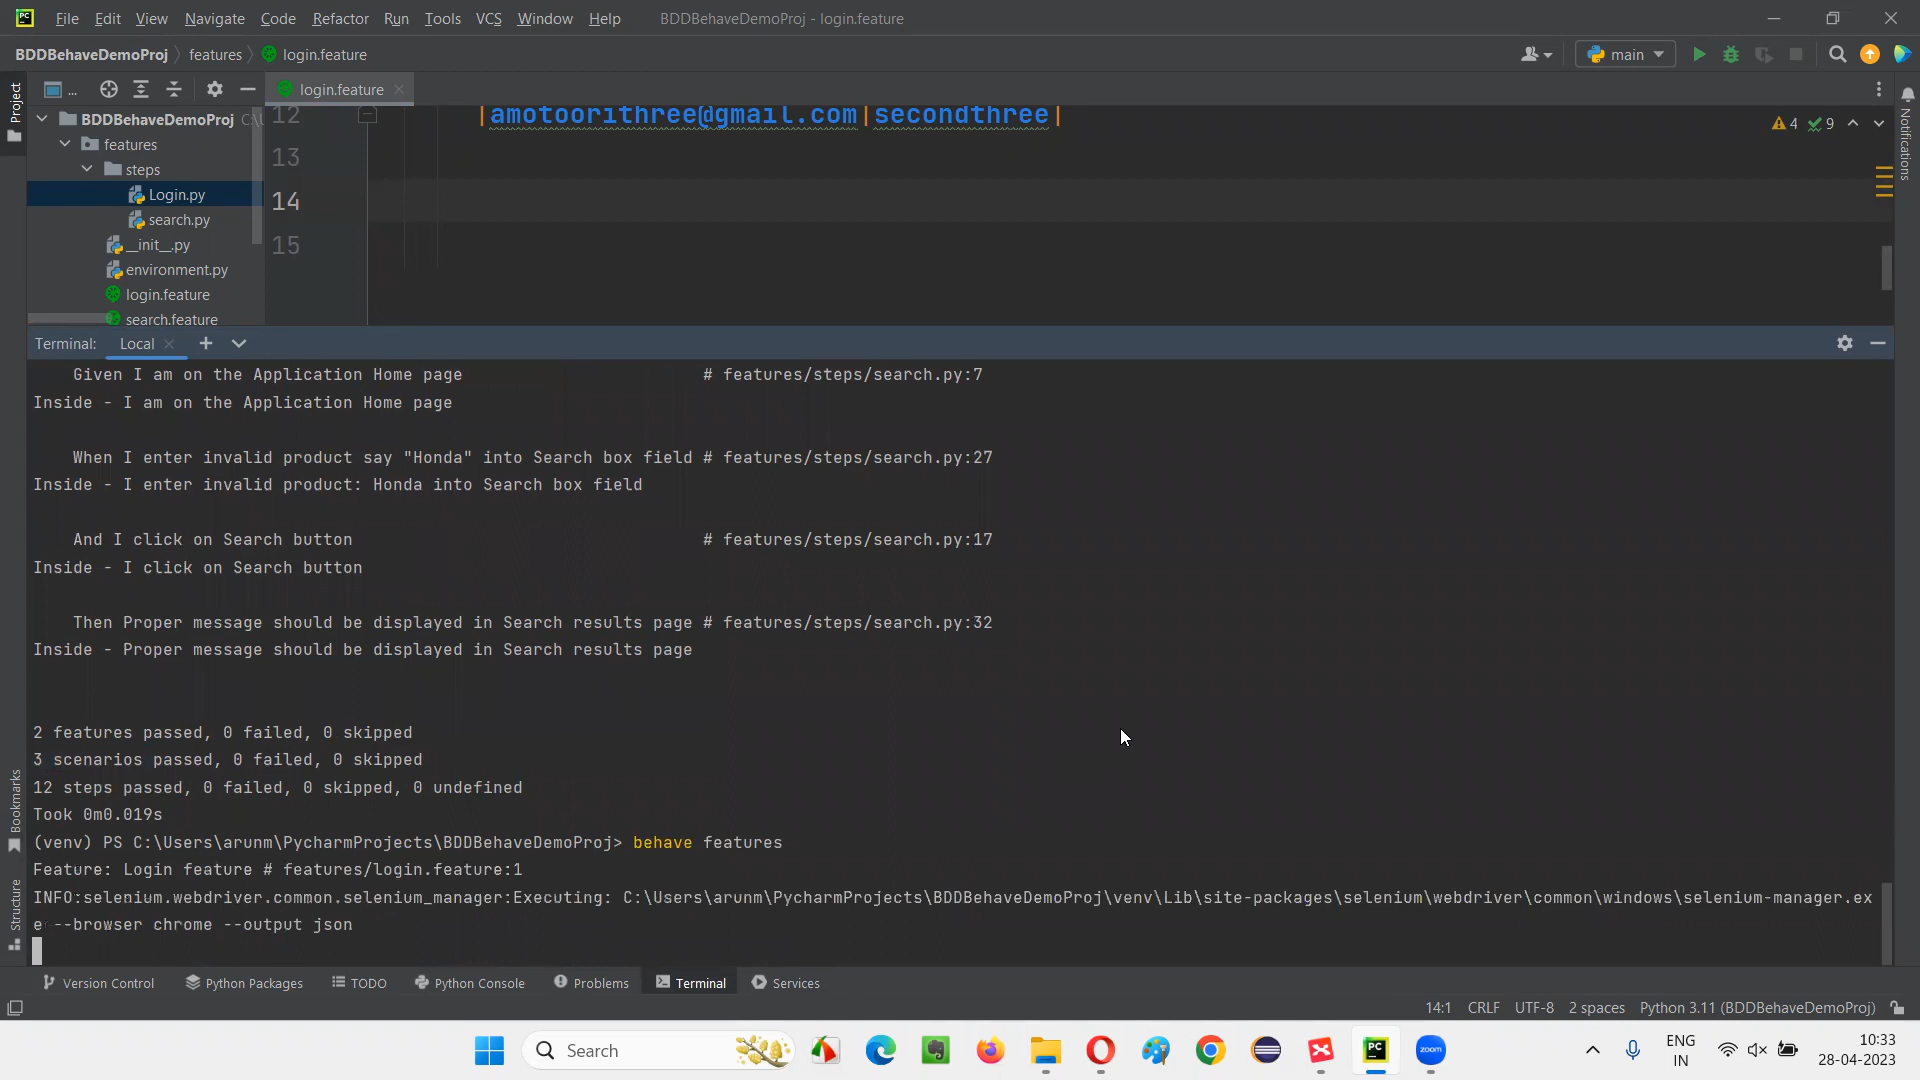 File Edit View Navigate Code Refactor Run Tools VCS Window Help BDDBehaveDemoProj - login.feature
BDDBehaveDemoProj features login.feature
main
Project
...
login.feature
BDDBehaveDemoProj
features
steps
Login.py
search.py
__init__.py
environment.py
login.feature
search.feature
12 |amotoorithree@gmail.com|secondthree|
13
14
15
4 9
Notifications
Terminal: Local
Given I am on the Application Home page # features/steps/search.py:7
Inside - I am on the Application Home page
When I enter invalid product say "Honda" into Search box field # features/steps/search.py:27
Inside - I enter invalid product: Honda into Search box field
And I click on Search button # features/steps/search.py:17
Inside - I click on Search button
Then Proper message should be displayed in Search results page # features/steps/search.py:32
Inside - Proper message should be displayed in Search results page
2 features passed, 0 failed, 0 skipped
3 scenarios passed, 0 failed, 0 skipped
12 steps passed, 0 failed, 0 skipped, 0 undefined
Took 0m0.019s
(venv) PS C:\Users\arunm\PycharmProjects\BDDBehaveDemoProj> behave features
Feature: Login feature # features/login.feature:1
INFO:selenium.webdriver.common.selenium_manager:Executing: C:\Users\arunm\PycharmProjects\BDDBehaveDemoProj\venv\Lib\site-packages\selenium\webdriver\common\windows\selenium-manager.ex
e --browser chrome --output json
Bookmarks
Structure
Version Control Python Packages TODO Python Console Problems Terminal Services
14:1 CRLF UTF-8 2 spaces Python 3.11 (BDDBehaveDemoProj)
Search
PC
zoom
ENG
IN
10:33
28-04-2023